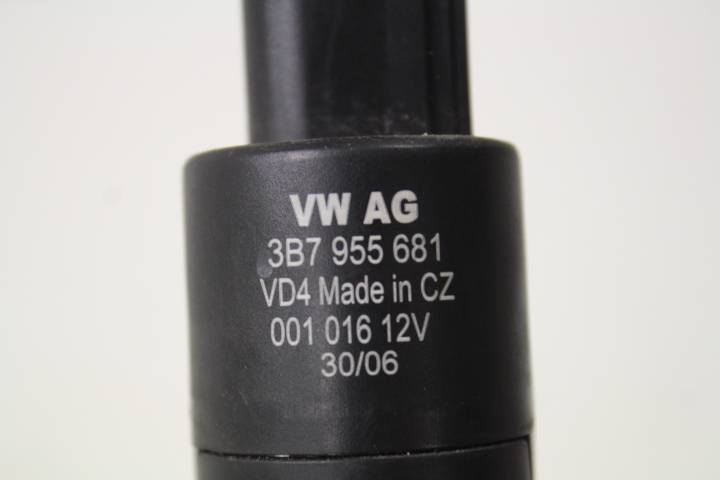 VW AG
3B7 955 681
VD4 Made in CZ
001 016 12V
30/06